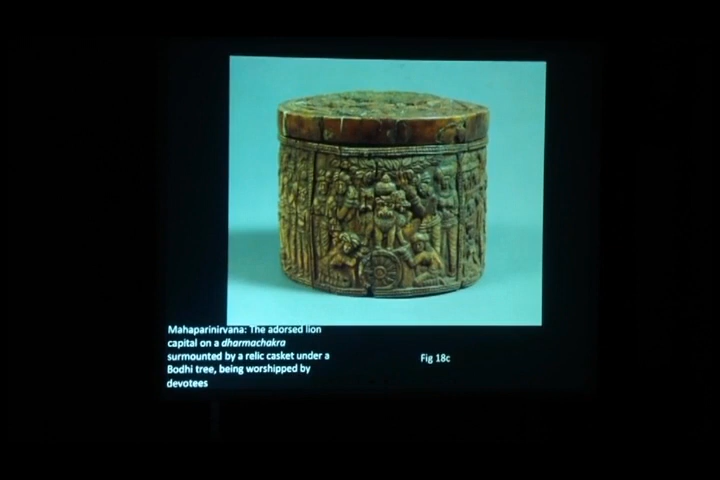 Mahaparinirvana: The adorsed lion
capital on a dharmachakra
surmounted by a relic casket under a
Bodhi tree, being worshipped by
devotees
Fig 18c